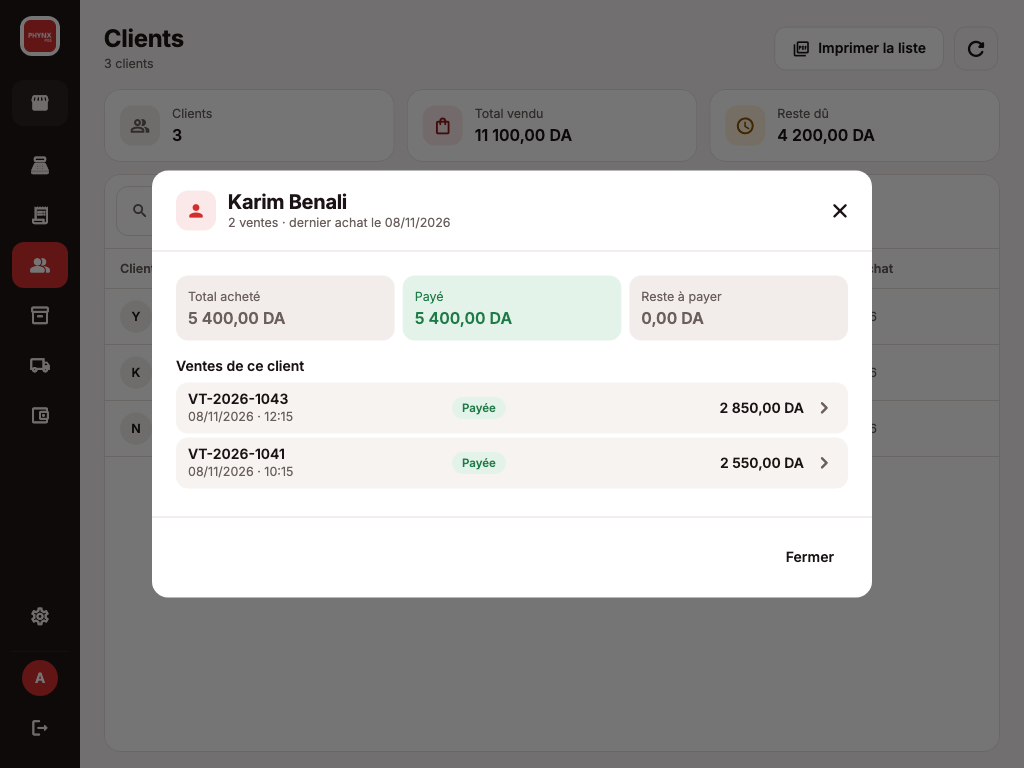 PHYNX
Clients
3 clients
Imprimer la liste
Clients
3
Total vendu
11 100,00 DA
Reste dû
4 200,00 DA
Karim Benali
2 ventes · dernier achat le 08/11/2026
Total acheté
5 400,00 DA
Payé
5 400,00 DA
Reste à payer
0,00 DA
Ventes de ce client
VT-2026-1043
08/11/2026 · 12:15
Payée
2 850,00 DA
VT-2026-1041
08/11/2026 · 10:15
Payée
2 550,00 DA
Fermer
Y
K
N
A